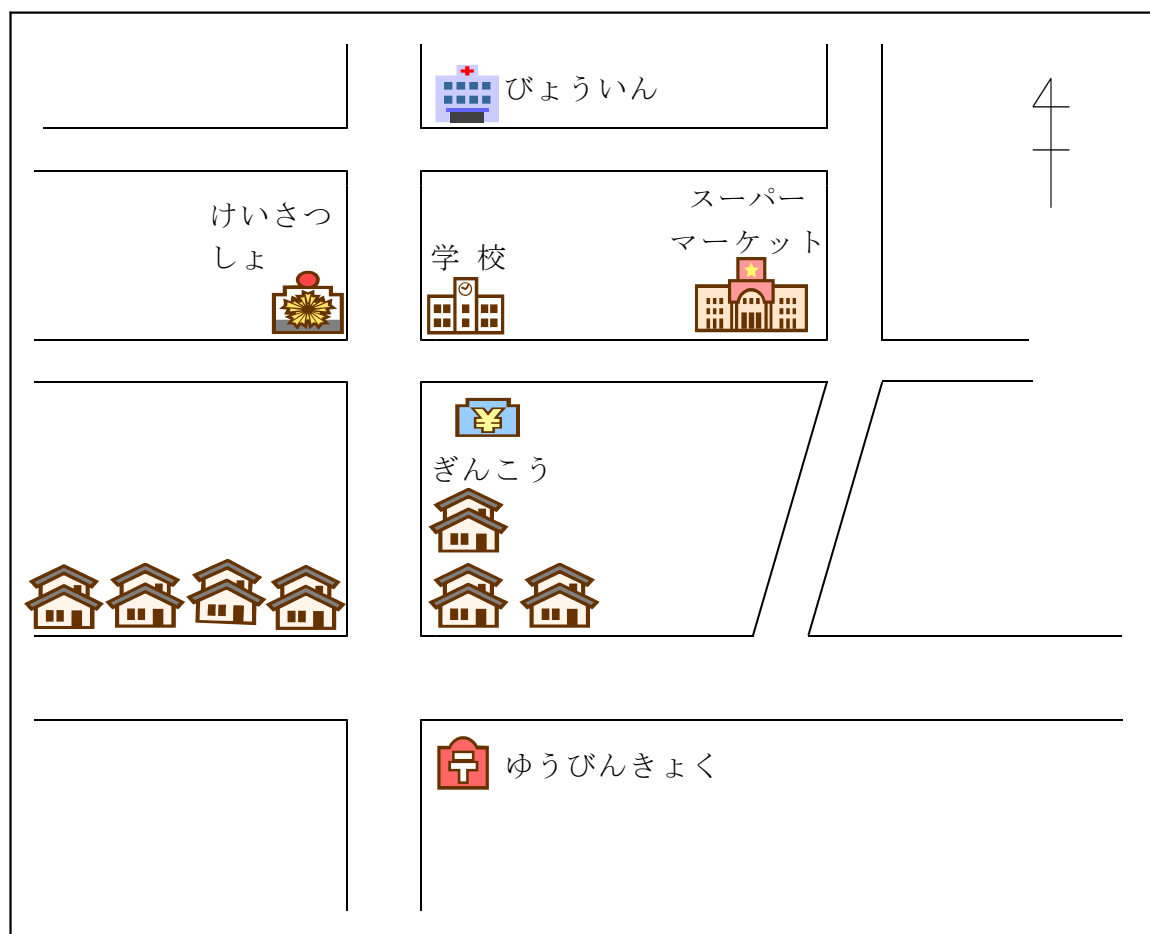 びょういん
スーパー
マーケット
けいさつ
しょ
学校
¥
ぎんこう
〒
ゆうびんきょく